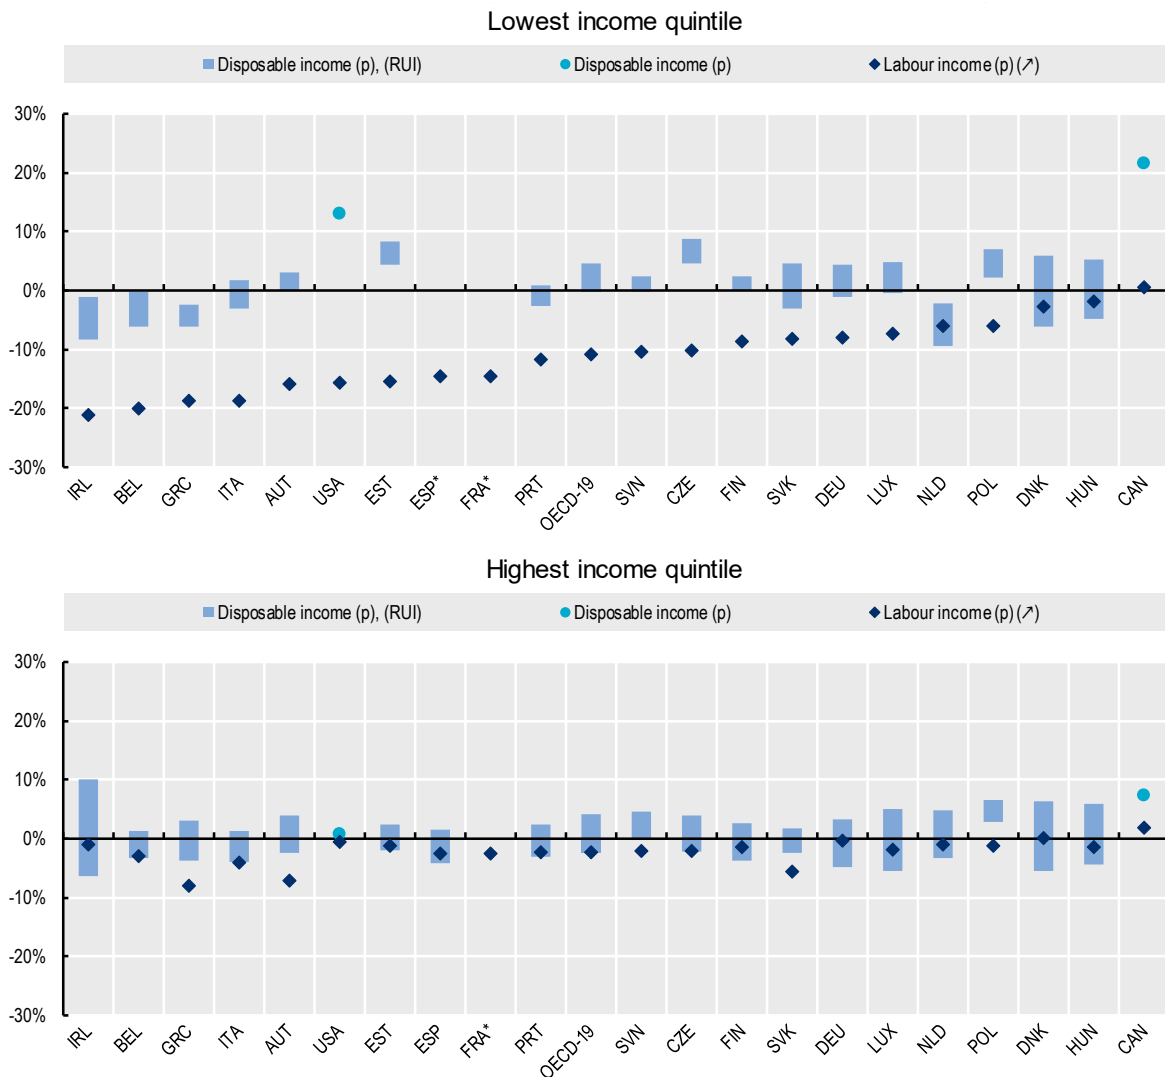 Lowest income quintile
Disposable income (p), (RUI) Disposable income (p) Labour income (p) (↗)
30%
20%
10%
0%
-10%
-20%
-30%
IRL BEL GRC ITA AUT USA EST ESP* FRA* PRT OECD-19 SVN CZE FIN SVK DEU LUX NLD POL DNK HUN CAN
Highest income quintile
Disposable income (p), (RUI) Disposable income (p) Labour income (p) (↗)
30%
20%
10%
0%
-10%
-20%
-30%
IRL BEL GRC ITA AUT USA EST ESP FRA* PRT OECD-19 SVN CZE FIN SVK DEU LUX NLD POL DNK HUN CAN